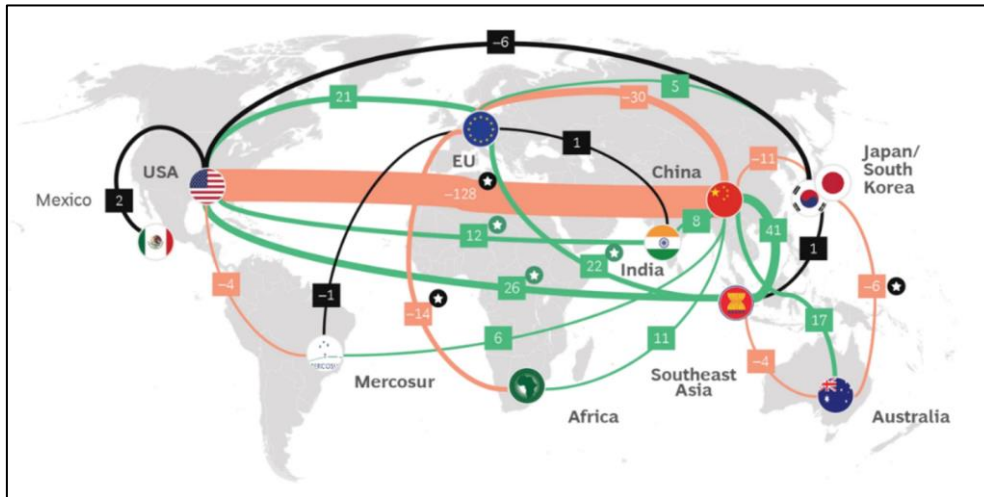 –6
21
5
–30
USA
EU
1
China
–11
Japan/
South
Korea
Mexico
2
–128
8
41
12
India
22
1
26
–1
–14
–6
–4
6
11
17
Mercosur
Southeast
Asia
–4
Africa
Australia